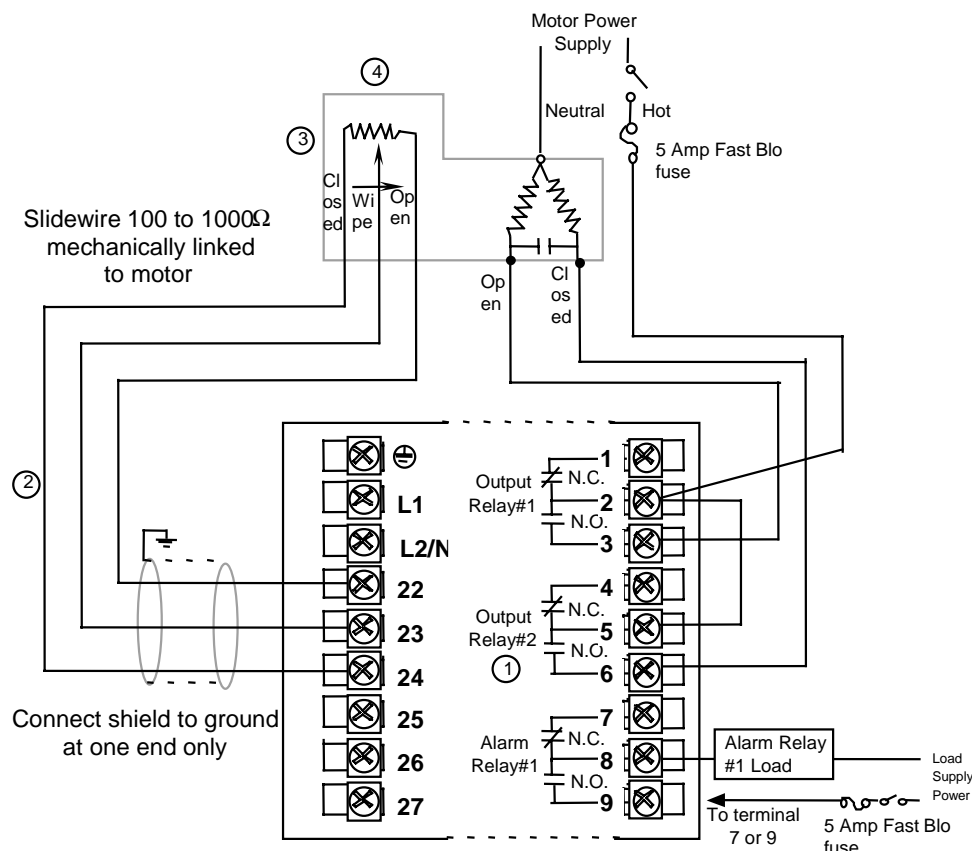 Motor Power
Supply
4
Neutral
Hot
3
5 Amp Fast Blo
fuse
Cl
os
ed
Wi
pe
Op
en
Slidewire 100 to 1000Ω
mechanically linked
to motor
Op
en
Cl
os
ed
2
L1
L2/N
22
23
24
25
26
27
Connect shield to ground
at one end only
Output
Relay#1
N.C.
N.O.
1
2
3
Output
Relay#2
N.C.
N.O.
1
4
5
6
Alarm
Relay#1
N.C.
N.O.
7
8
9
Alarm Relay
#1 Load
Load
Supply
Power
To terminal
7 or 9
5 Amp Fast Blo
fuse